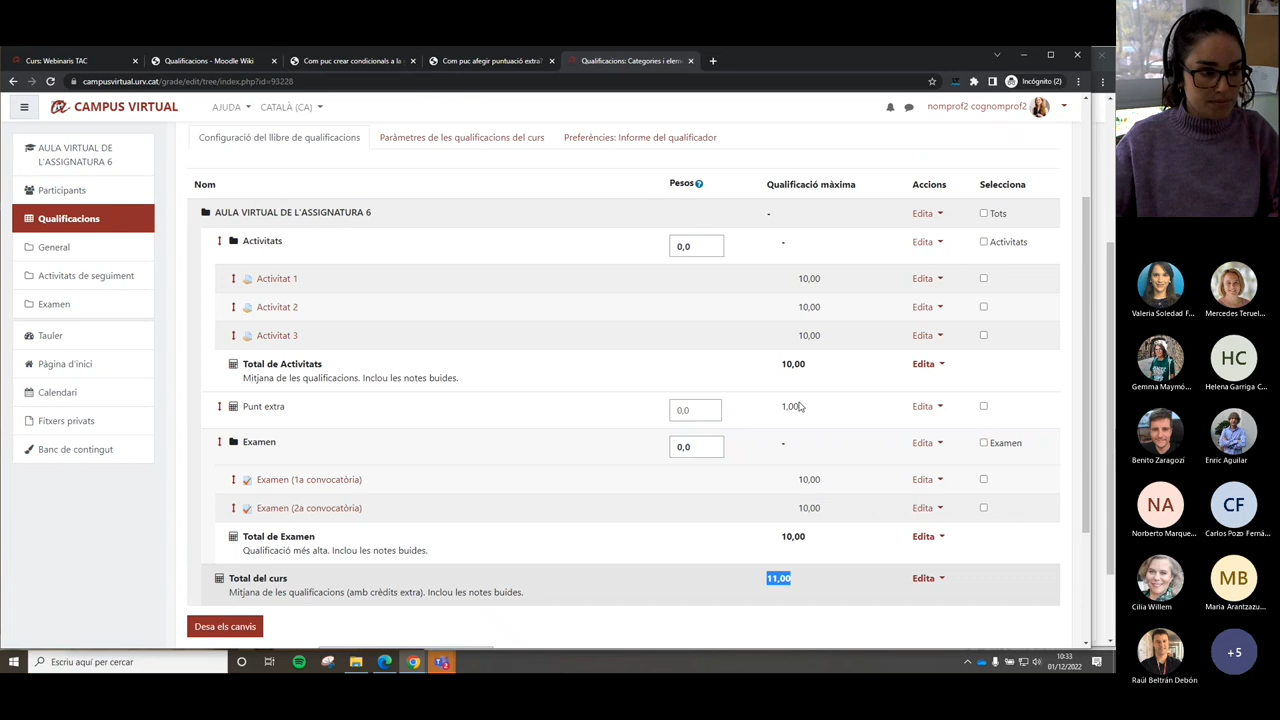 Curs: Webinaris TAC
Qualificacions - Moodle Wiki
Com puc crear condicionals a la
Com puc afegir puntuació extra?
Qualificacions: Categories i eleme
campusvirtual.urv.cat/grade/edit/tree/index.php?id=93228
Incógnito (2)
CAMPUS VIRTUAL
AJUDA
CATALÀ (CA)
nomprof2 cognomprof2
AULA VIRTUAL DE
L'ASSIGNATURA 6
Participants
Qualificacions
General
Activitats de seguiment
Examen
Tauler
Pàgina d'inici
Calendari
Fitxers privats
Banc de contingut
Configuració del llibre de qualificacions
Paràmetres de les qualificacions del curs
Preferències: Informe del qualificador
Nom Pesos Qualificació màxima Accions Selecciona
AULA VIRTUAL DE L'ASSIGNATURA 6 - Edita Tots
Activitats 0,0 - Edita Activitats
Activitat 1 10,00 Edita
Activitat 2 10,00 Edita
Activitat 3 10,00 Edita
Total de Activitats 10,00 Edita
Mitjana de les qualificacions. Inclou les notes buides.
Punt extra 0,0 1,00 Edita
Examen 0,0 - Edita Examen
Examen (1a convocatòria) 10,00 Edita
Examen (2a convocatòria) 10,00 Edita
Total de Examen 10,00 Edita
Qualificació més alta. Inclou les notes buides.
Total del curs 11,00 Edita
Mitjana de les qualificacions (amb crèdits extra). Inclou les notes buides.
Desa els canvis
Escriu aquí per cercar
10:33
01/12/2022
Valeria Soledad F...
Mercedes Teruel...
HC
Gemma Maymó...
Helena Garriga C...
Benito Zaragozí
Enric Aguilar
NA
CF
Norberto Marque...
Carlos Pozo Ferná...
MB
Cilia Willem
Maria Arantzazu...
+5
Raúl Beltrán Debón